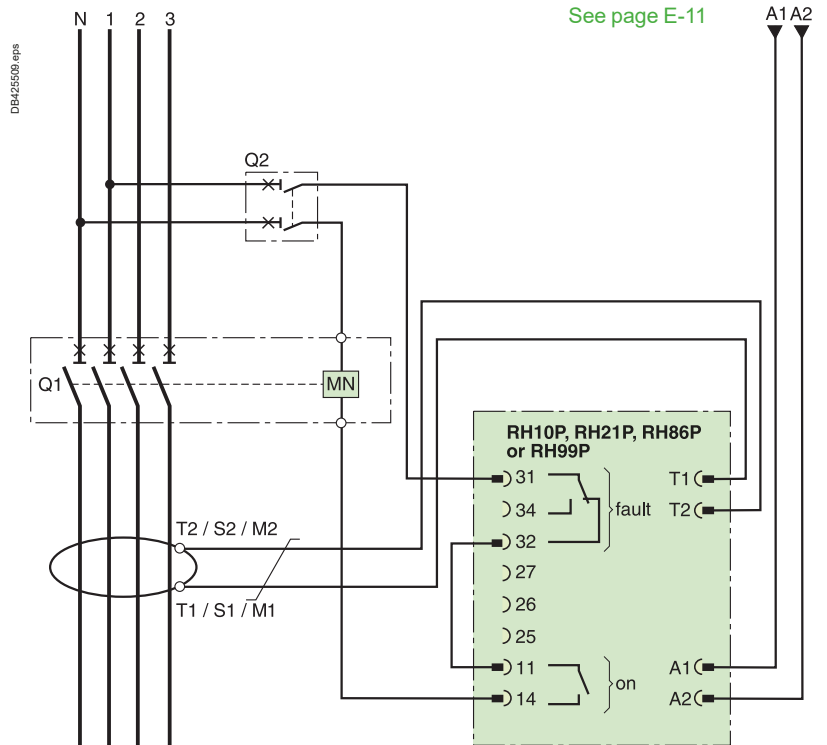 See page E-11
A1 A2
N 1 2 3
DB425509.eps
Q2
Q1
MN
RH10P, RH21P, RH86P
or RH99P
31
T1
34
fault
T2
32
27
26
25
11
A1
on
14
A2
T2 / S2 / M2
T1 / S1 / M1